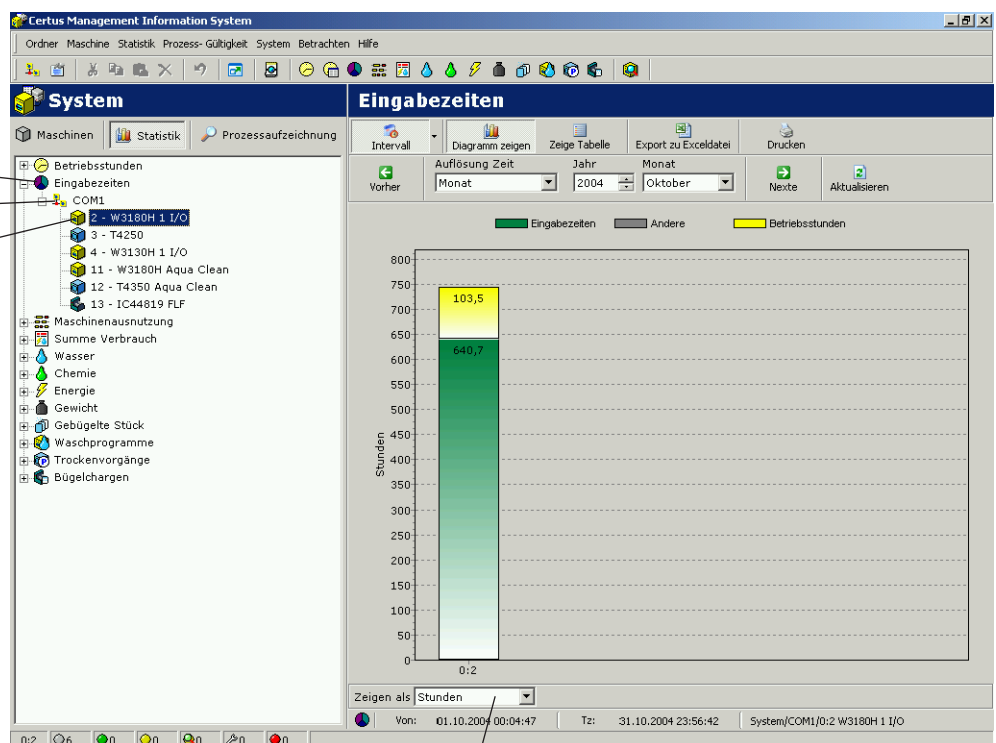 Certus Management Information System
Ordner Maschine Statistik Prozess- Gültigkeit System Betrachten Hilfe
System
Maschinen Statistik Prozessaufzeichnung
Betriebsstunden
Eingabezeiten
COM1
2 - W3180H 1 I/O
3 - T4250
4 - W3130H 1 I/O
11 - W3180H Aqua Clean
12 - T4350 Aqua Clean
13 - IC44819 FLF
Maschinenausnutzung
Summe Verbrauch
Wasser
Chemie
Energie
Gewicht
Gebügelte Stück
Waschprogramme
Trockenvorgänge
Bügelchargen
Eingabezeiten
Intervall Diagramm zeigen Zeige Tabelle Export zu Exceldatei Drucken
Auflösung Zeit Jahr Monat
Vorher Monat 2004 Oktober Nexte Aktualisieren
Eingabezeiten Andere Betriebsstunden
800
750
700
650
600
550
500
450
400
350
300
250
200
150
100
50
0
Stunden
103,5
640,7
0:2
Zeigen als Stunden
Von: 01.10.2004 00:04:47 Tz: 31.10.2004 23:56:42 System/COM1/0:2 W3180H 1 I/O
0:2 6 0 0 0 0 0